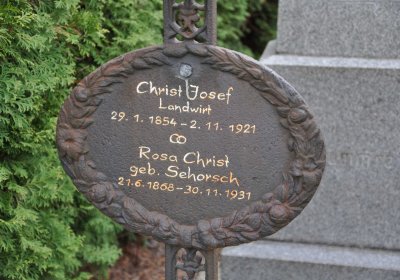 Christ Josef
Landwirt
29. 1. 1854 – 2. 11. 1921
∞
Rosa Christ
geb. Sehorsch
21. 6. 1868 – 30. 11. 1931